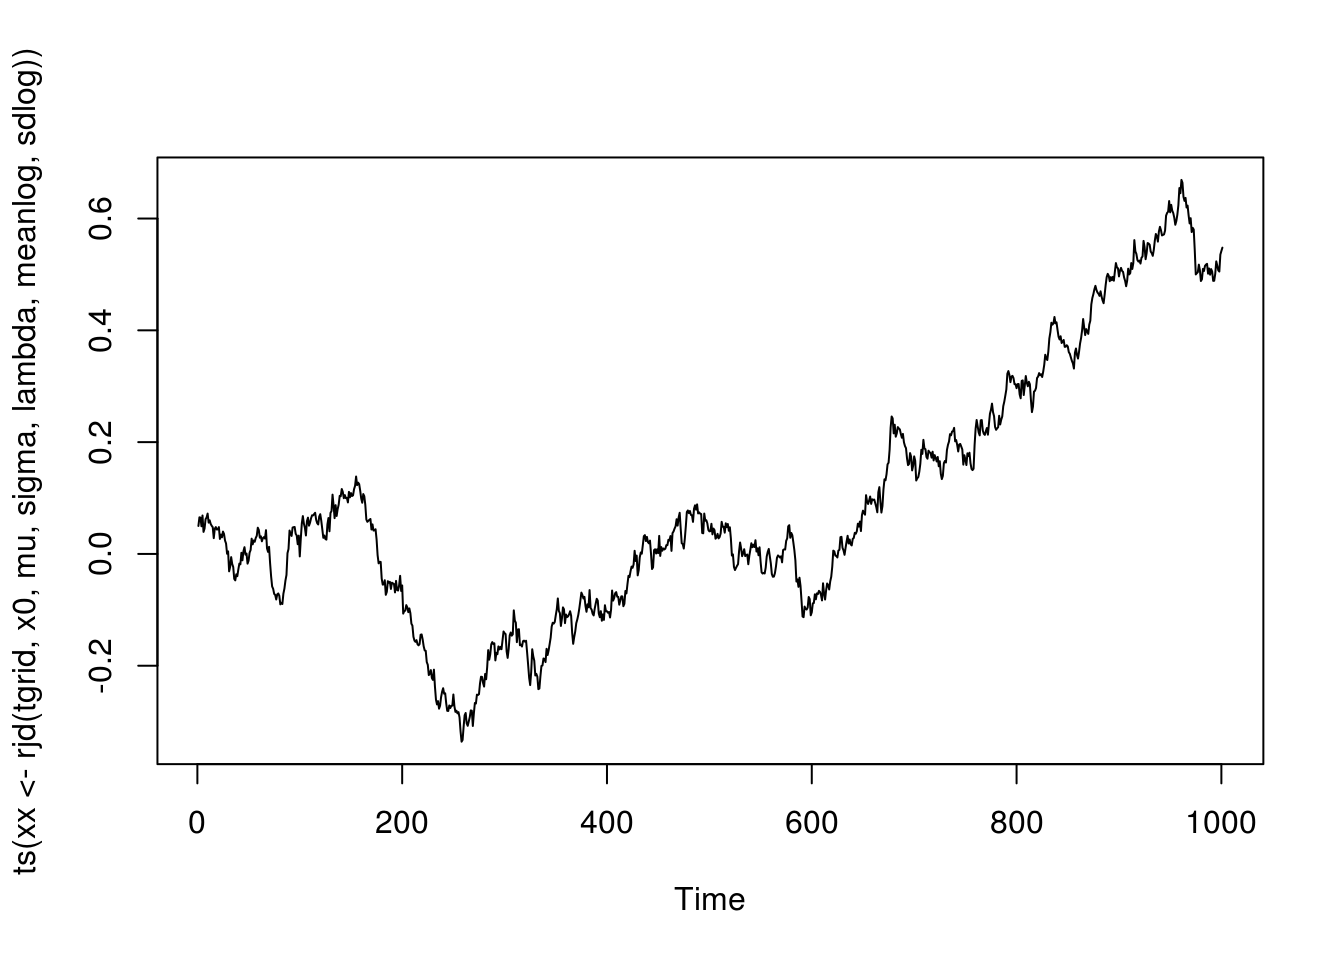 ts(xx <- rjd(tgrid, x0, mu, sigma, lambda, meanlog, sdlog))
0.6
0.4
0.2
0.0
-0.2
0 200 400 600 800 1000
Time